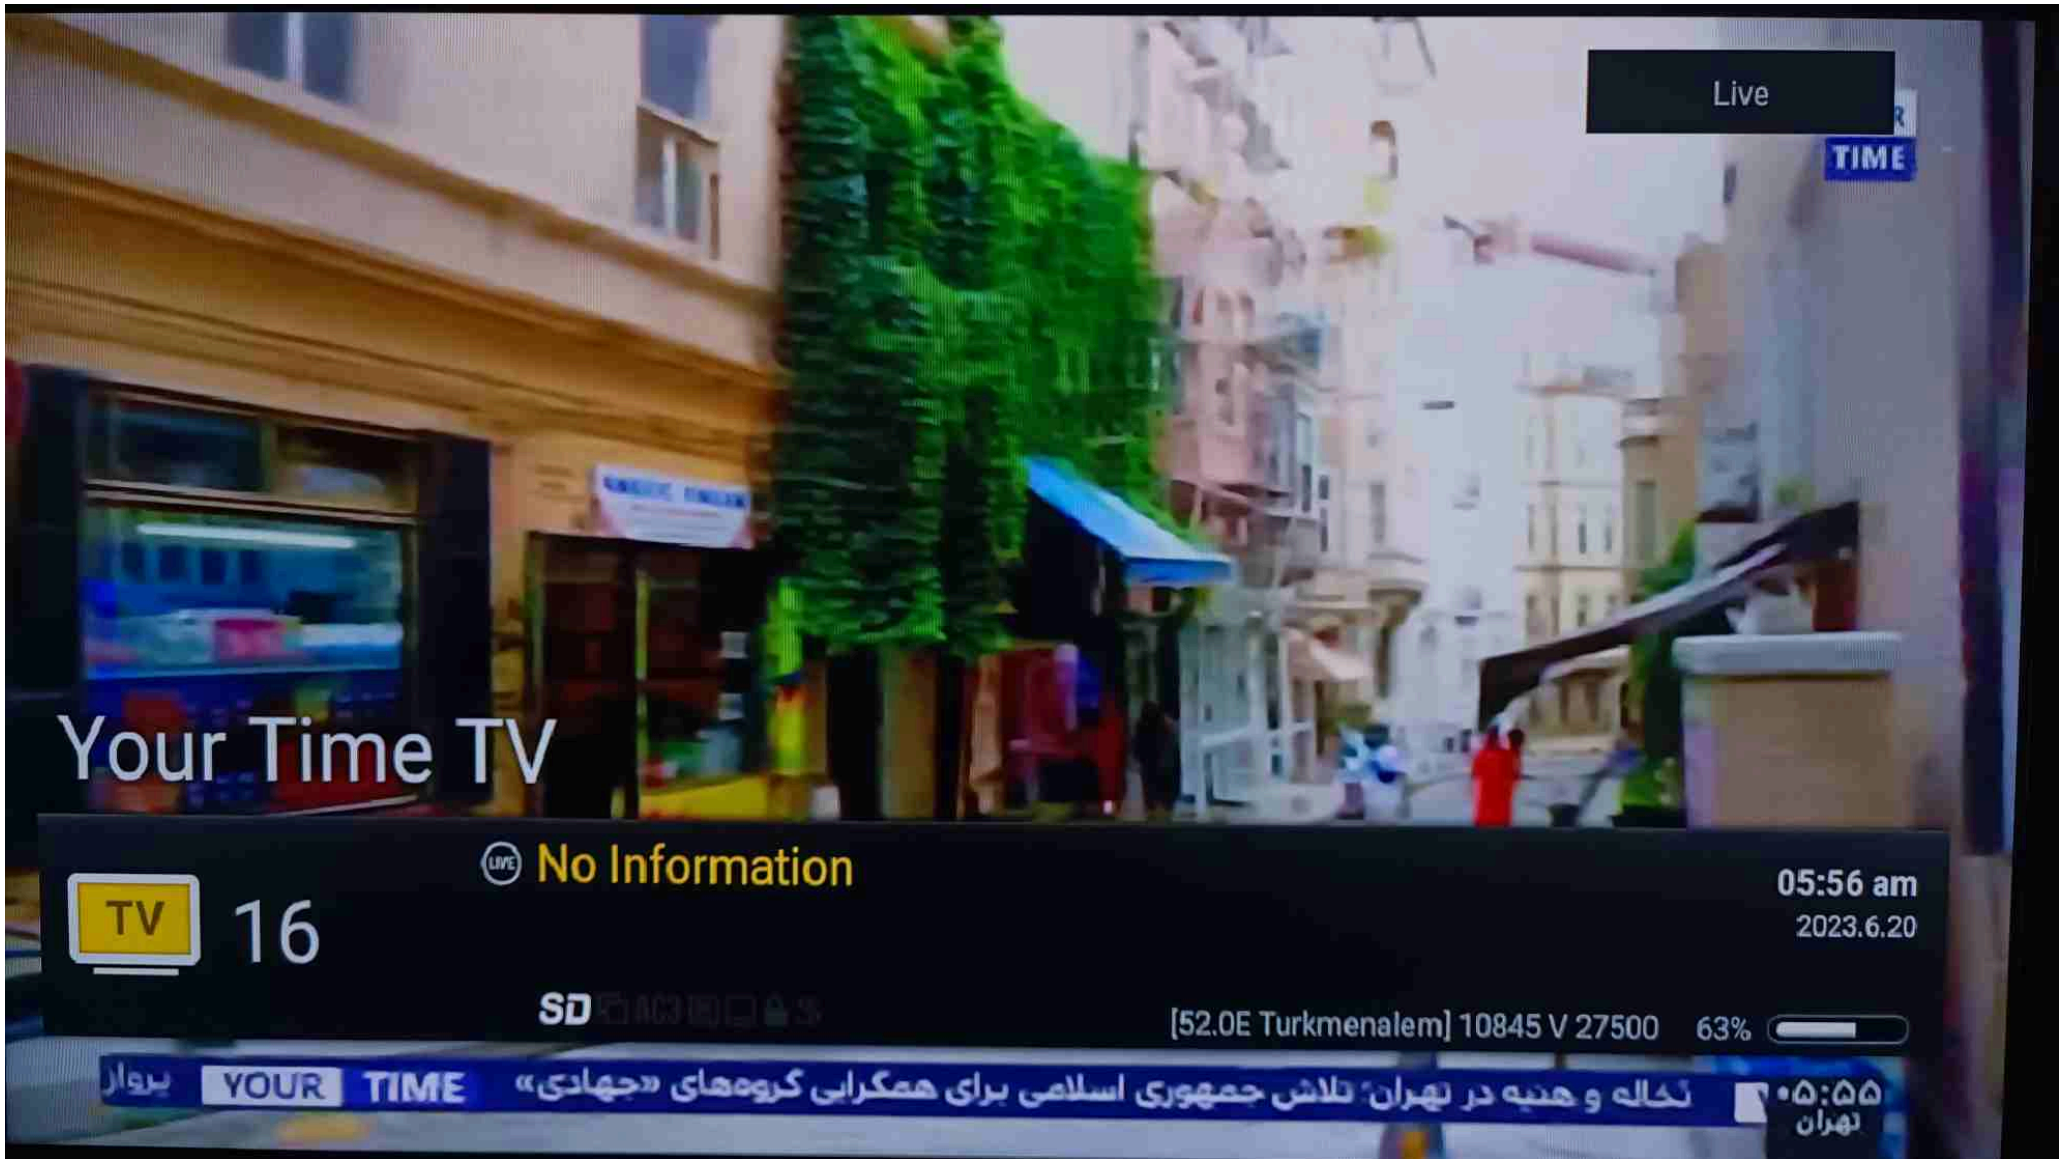 Live
R
TIME
Your Time TV
LIVE No Information
TV 16
05:56 am
2023.6.20
SD AC3
[52.0E Turkmenalem] 10845 V 27500 63%
نخاله و هنیه در تهران؛ تلاش جمهوری اسلامی برای همگرایی گروه‌های «جهادی»
YOUR TIME
پرواز
۰۵:۵۵
تهران